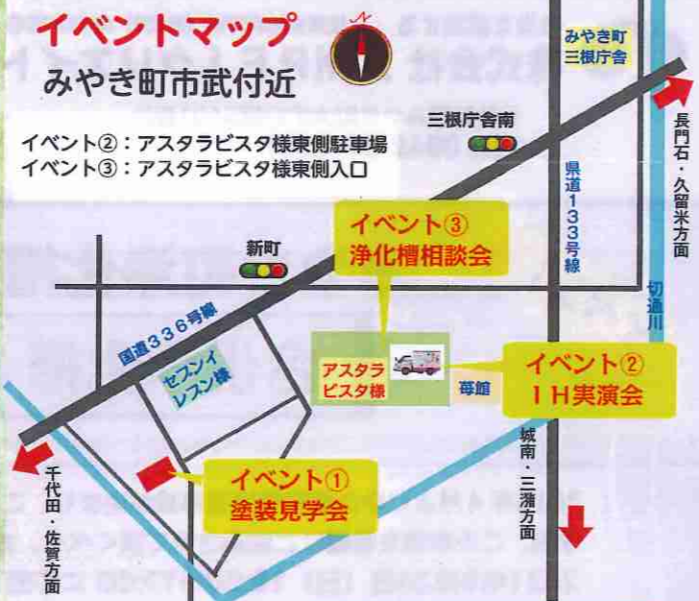 イベントマップ
みやき町市武付近
N
イベント②:アスタラビスタ様東側駐車場
イベント③:アスタラビスタ様東側入口
みやき町
三根庁舎
三根庁舎南
長門石・久留米方面
県道133号線
切通川
新町
イベント③
浄化槽相談会
国道336号線
セブンイ
レブン様
アスタラ
ビスタ様
苺館
イベント②
IH実演会
イベント①
塗装見学会
千代田・佐賀方面
城南・三瀦方面